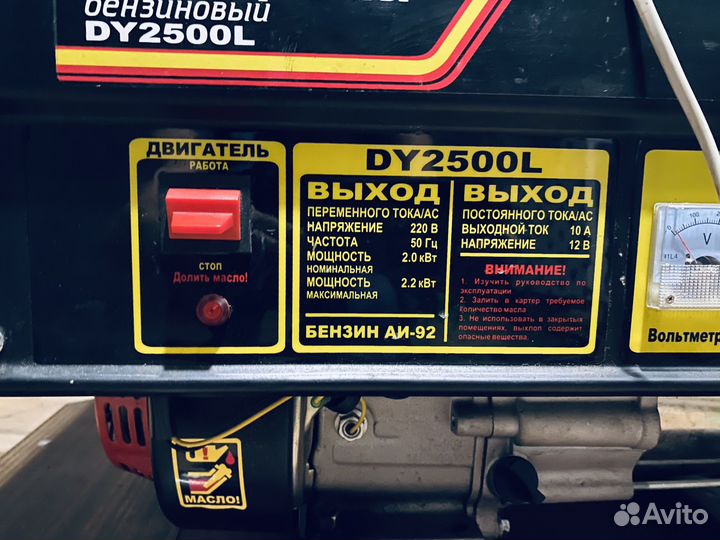 бензиновый
DY2500L
ДВИГАТЕЛЬ
РАБОТА
СТОП
Долить масло!
DY2500L
ВЫХОД
ПЕРЕМЕННОГО ТОКА/АС
НАПРЯЖЕНИЕ 220 В
ЧАСТОТА 50 Гц
МОЩНОСТЬ 2.0 кВт
НОМИНАЛЬНАЯ
МОЩНОСТЬ 2.2 кВт
МАКСИМАЛЬНАЯ
БЕНЗИН АИ-92
ВЫХОД
ПОСТОЯННОГО ТОКА/АС
ВЫХОДНОЙ ТОК 10 А
НАПРЯЖЕНИЕ 12 В
ВНИМАНИЕ!
1. Изучить руководство по
эксплуатации
2. Залить в картер требуемое
количество масла
3. Не использовать в закрытых
помещениях, выхлоп содержит
опасные вещества.
0 100
V
Вольтметр
МАСЛО!
Avito